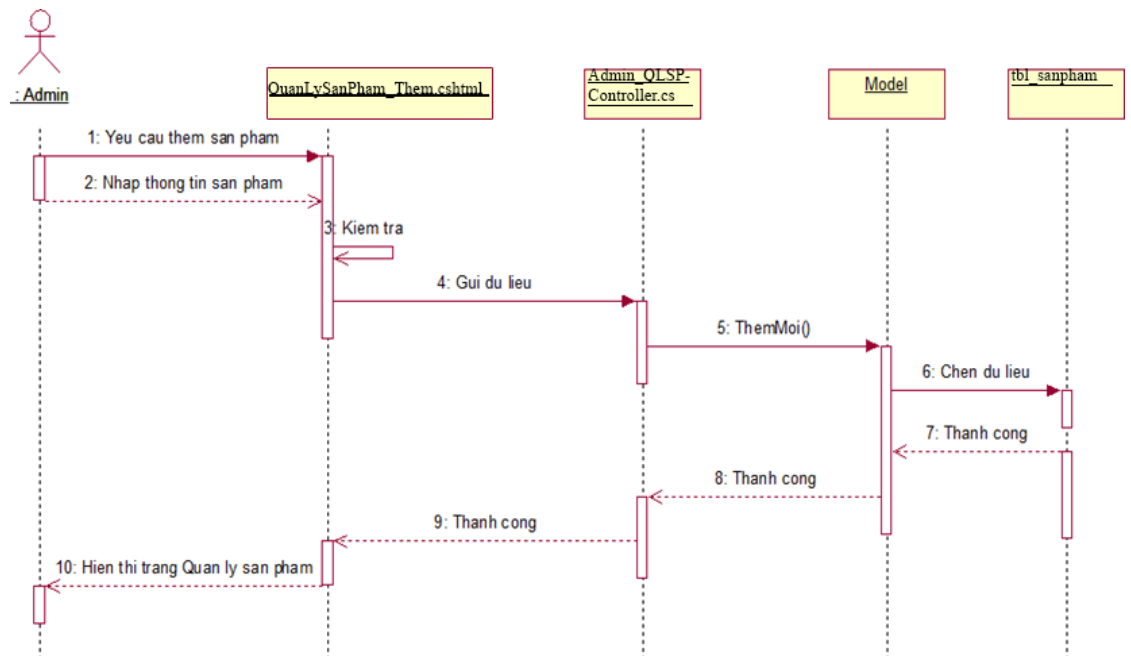 : Admin
QuanLySanPham_Them.cshtml
Admin_QLSP-
Controller.cs
Model
tbl_sanpham
1: Yeu cau them san pham
2: Nhap thong tin san pham
3: Kiem tra
4: Gui du lieu
5: ThemMoi()
6: Chen du lieu
7: Thanh cong
8: Thanh cong
9: Thanh cong
10: Hien thi trang Quan ly san pham